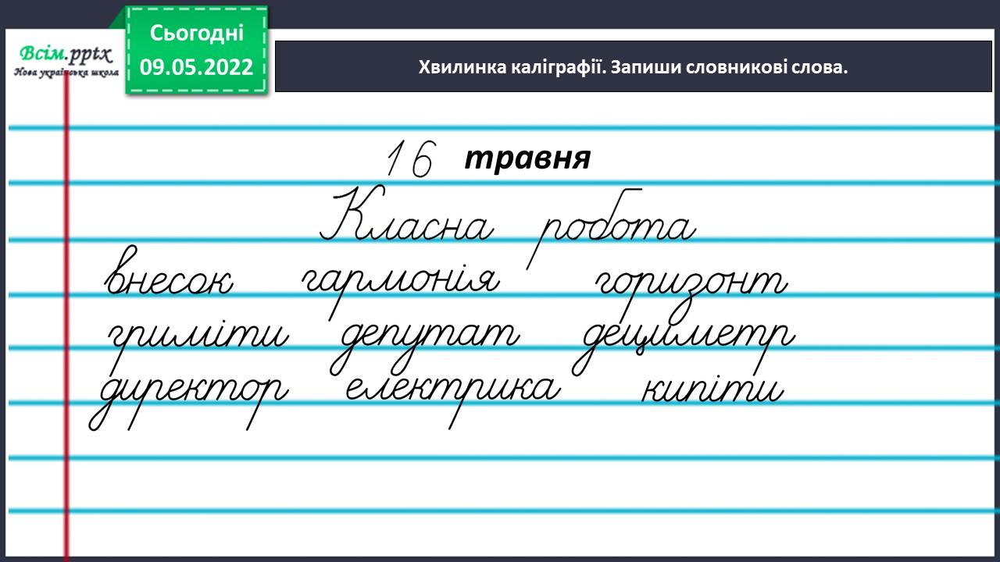 Сьогодні
09.05.2022
Всім.pptx
Нова українська школа
Хвилинка каліграфії. Запиши словникові слова.
16 травня
Класна робота
внесок гармонія горизонт
гриміти депутат дециметр
директор електрика кипіти